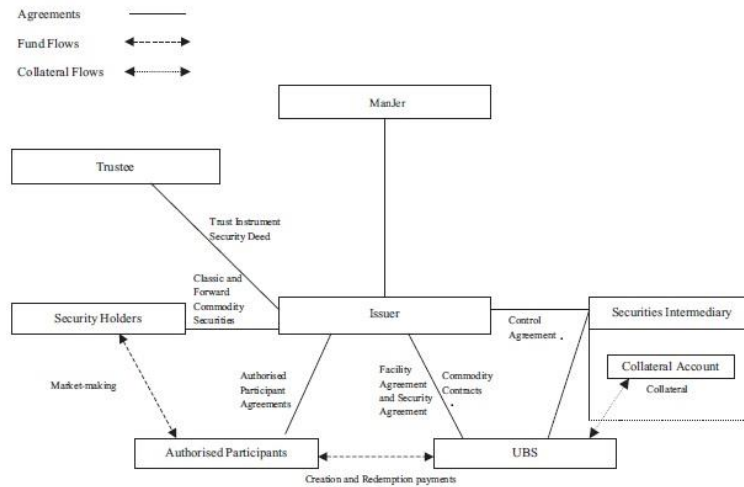 Agreements
Fund Flows
Collateral Flows
ManJer
Trustee
Trust Instrument
Security Deed
Classic and
Forward
Commodity
Securities
Security Holders
Issuer
Securities Intermediary
Control
Agreement
Collateral Account
Collateral
Market-making
Authorised
Participant
Agreements
Facility
Agreement
and Security
Agreement
Commodity
Contracts
Authorised Participants
UBS
Creation and Redemption payments